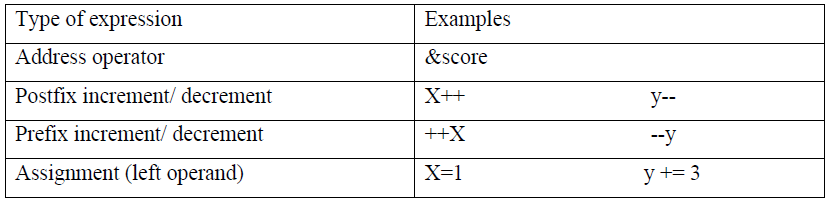 Type of expression Examples
Address operator &score
Postfix increment/ decrement X++ y--
Prefix increment/ decrement ++X --y
Assignment (left operand) X=1 y += 3